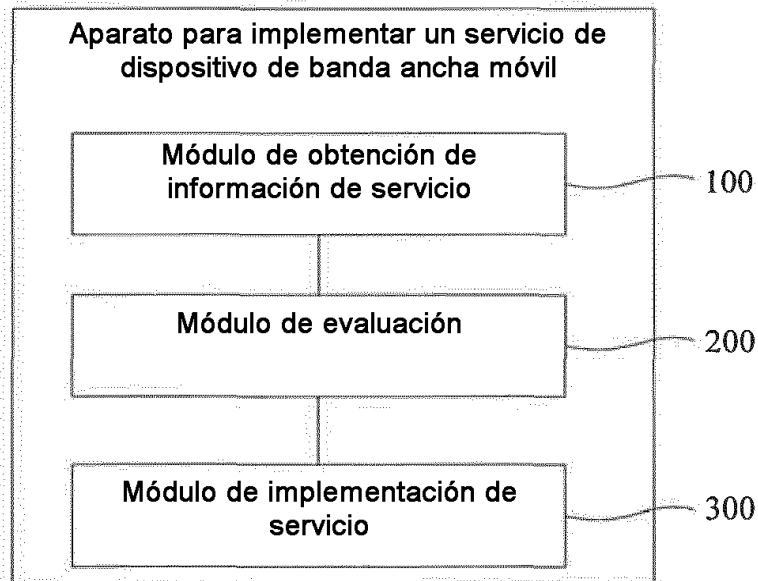 Aparato para implementar un servicio de
dispositivo de banda ancha móvil
Módulo de obtención de
información de servicio
100
Módulo de evaluación
200
Módulo de implementación de
servicio
300